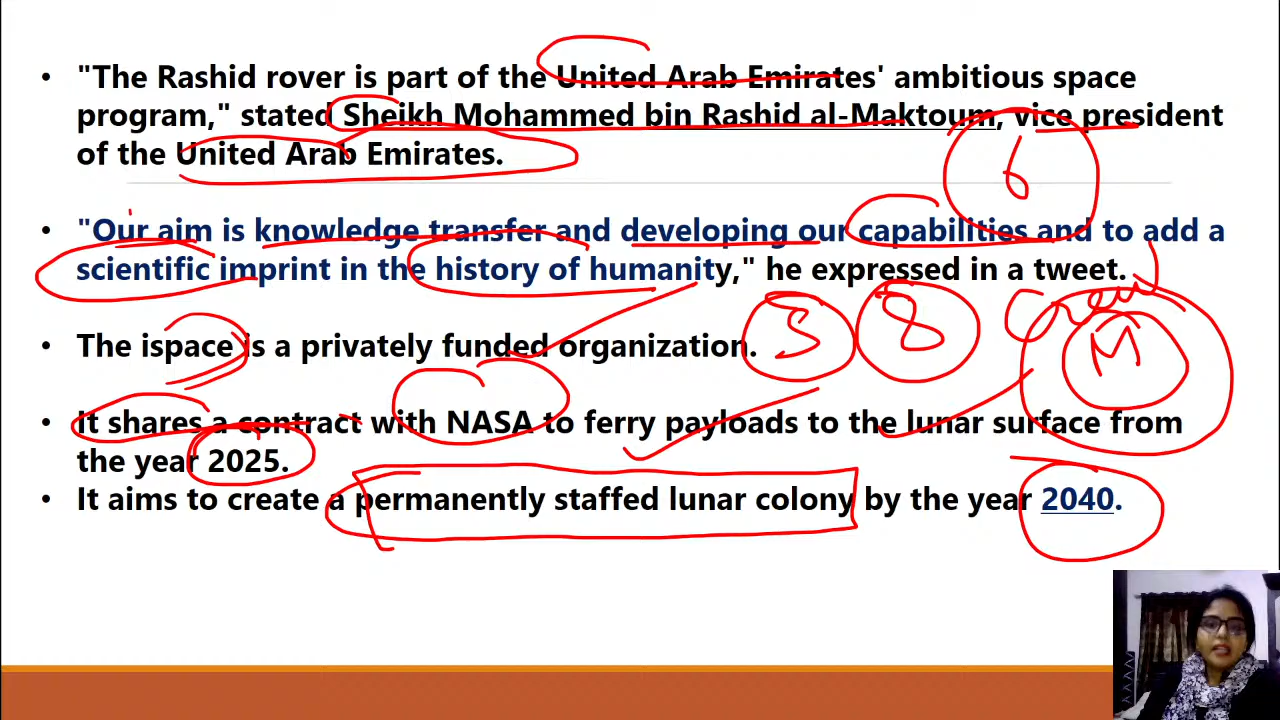 • "The Rashid rover is part of the United Arab Emirates' ambitious space
program," stated Sheikh Mohammed bin Rashid al-Maktoum, vice president
of the United Arab Emirates.
6
• "Our aim is knowledge transfer and developing our capabilities and to add a
scientific imprint in the history of humanity," he expressed in a tweet.
3 8 Crew
M
• The ispace is a privately funded organization.
• It shares a contract with NASA to ferry payloads to the lunar surface from
the year 2025.
• It aims to create a permanently staffed lunar colony by the year 2040.